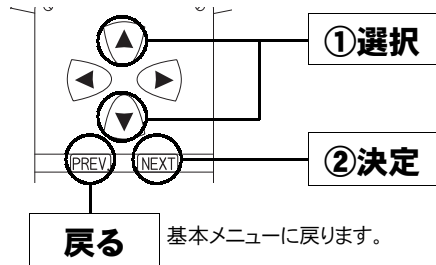 ①選択
PREV.
NEXT
②決定
戻る
基本メニューに戻ります。